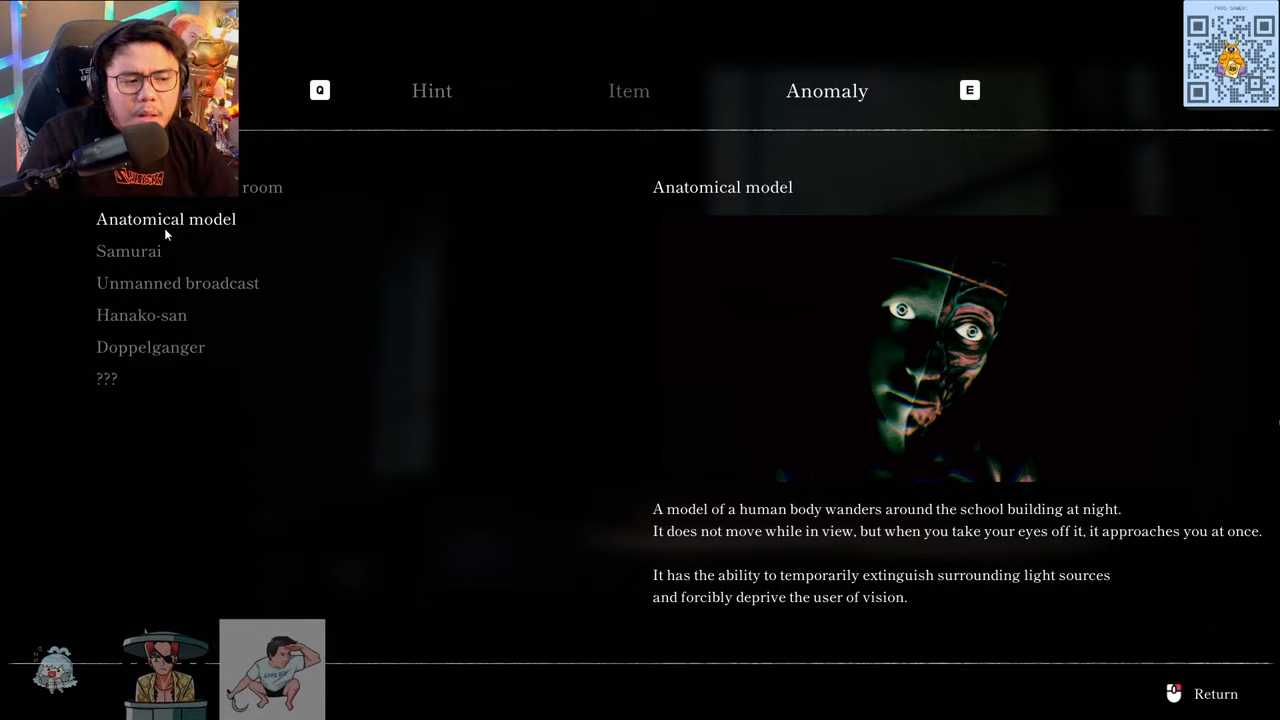 Q
Hint
Item
Anomaly
E
room
Anatomical model
Samurai
Unmanned broadcast
Hanako-san
Doppelganger
???
Anatomical model
A model of a human body wanders around the school building at night.
It does not move while in view, but when you take your eyes off it, it approaches you at once.
It has the ability to temporarily extinguish surrounding light sources
and forcibly deprive the user of vision.
Return